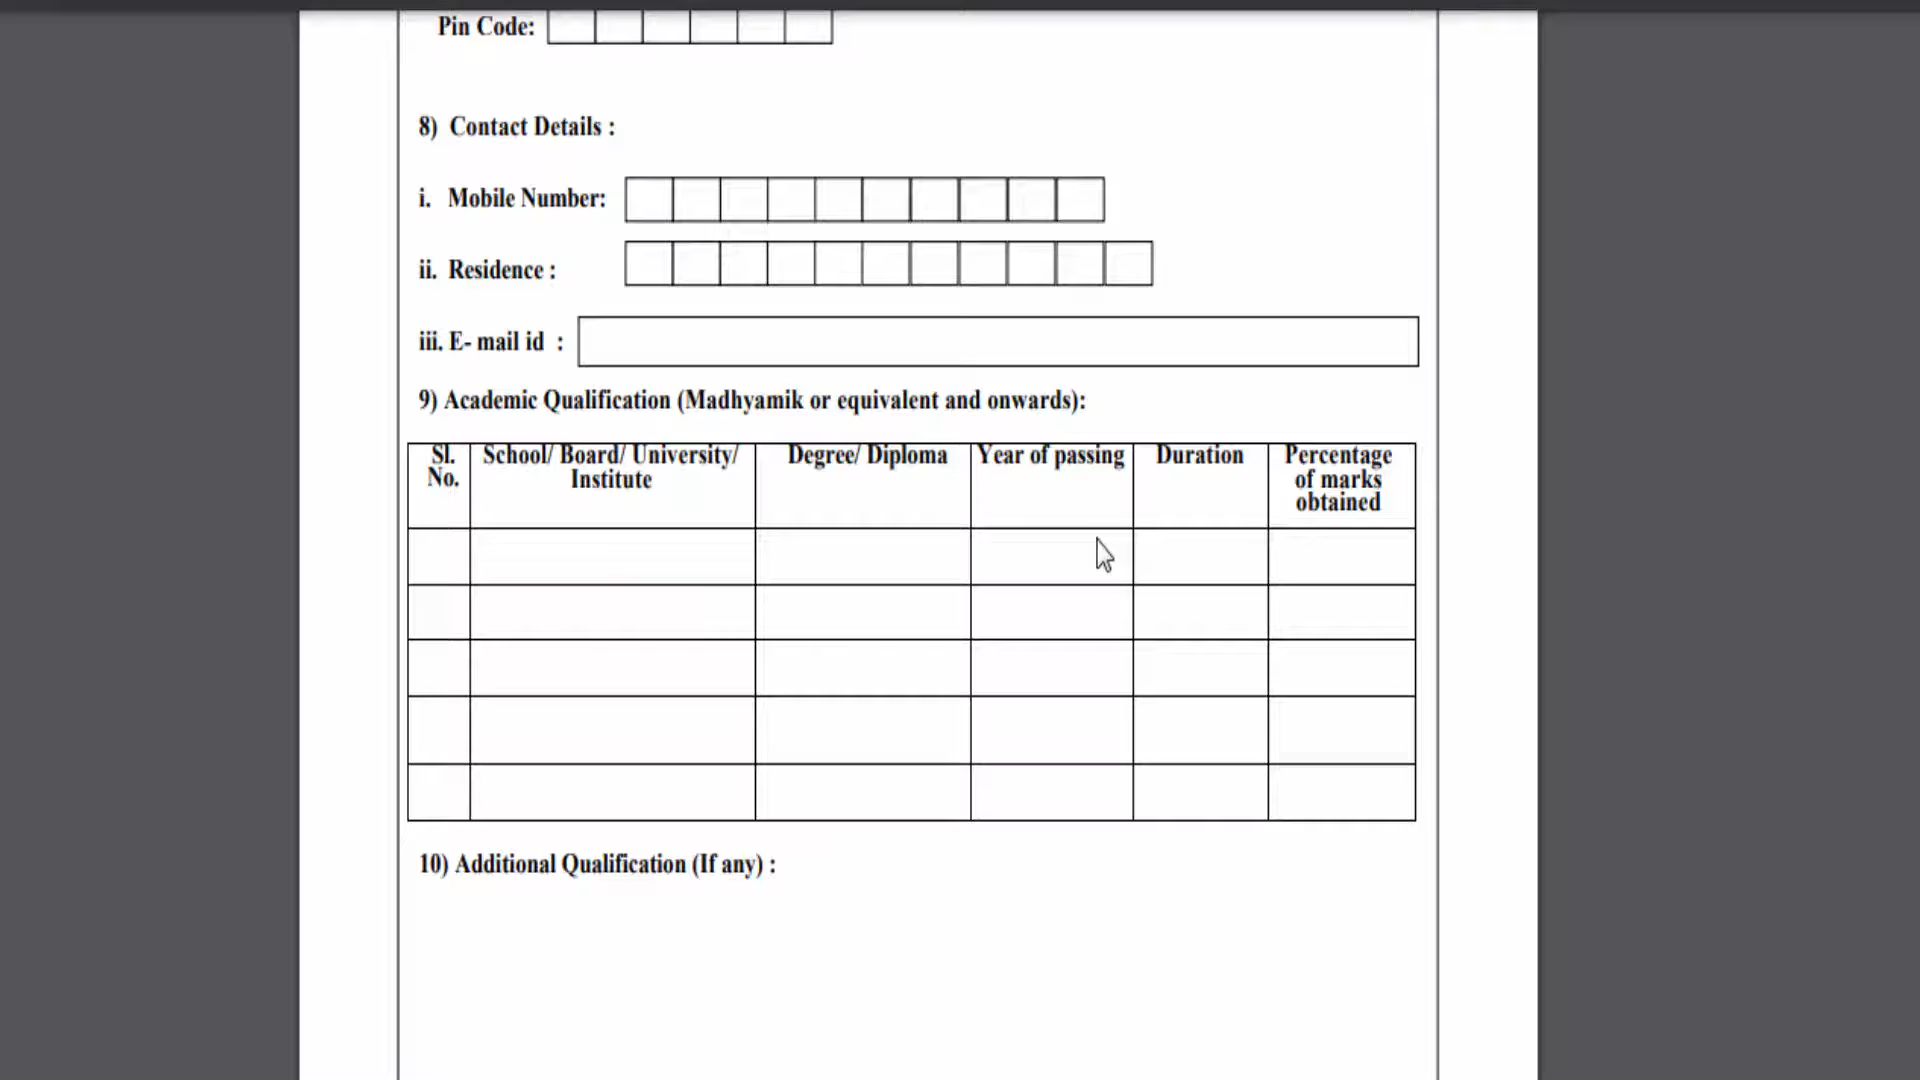 Pin Code:
8) Contact Details :
i. Mobile Number:
ii. Residence :
iii. E- mail id :
9) Academic Qualification (Madhyamik or equivalent and onwards):
Sl. No. School/ Board/ University/ Institute Degree/ Diploma Year of passing Duration Percentage of marks obtained
10) Additional Qualification (If any) :